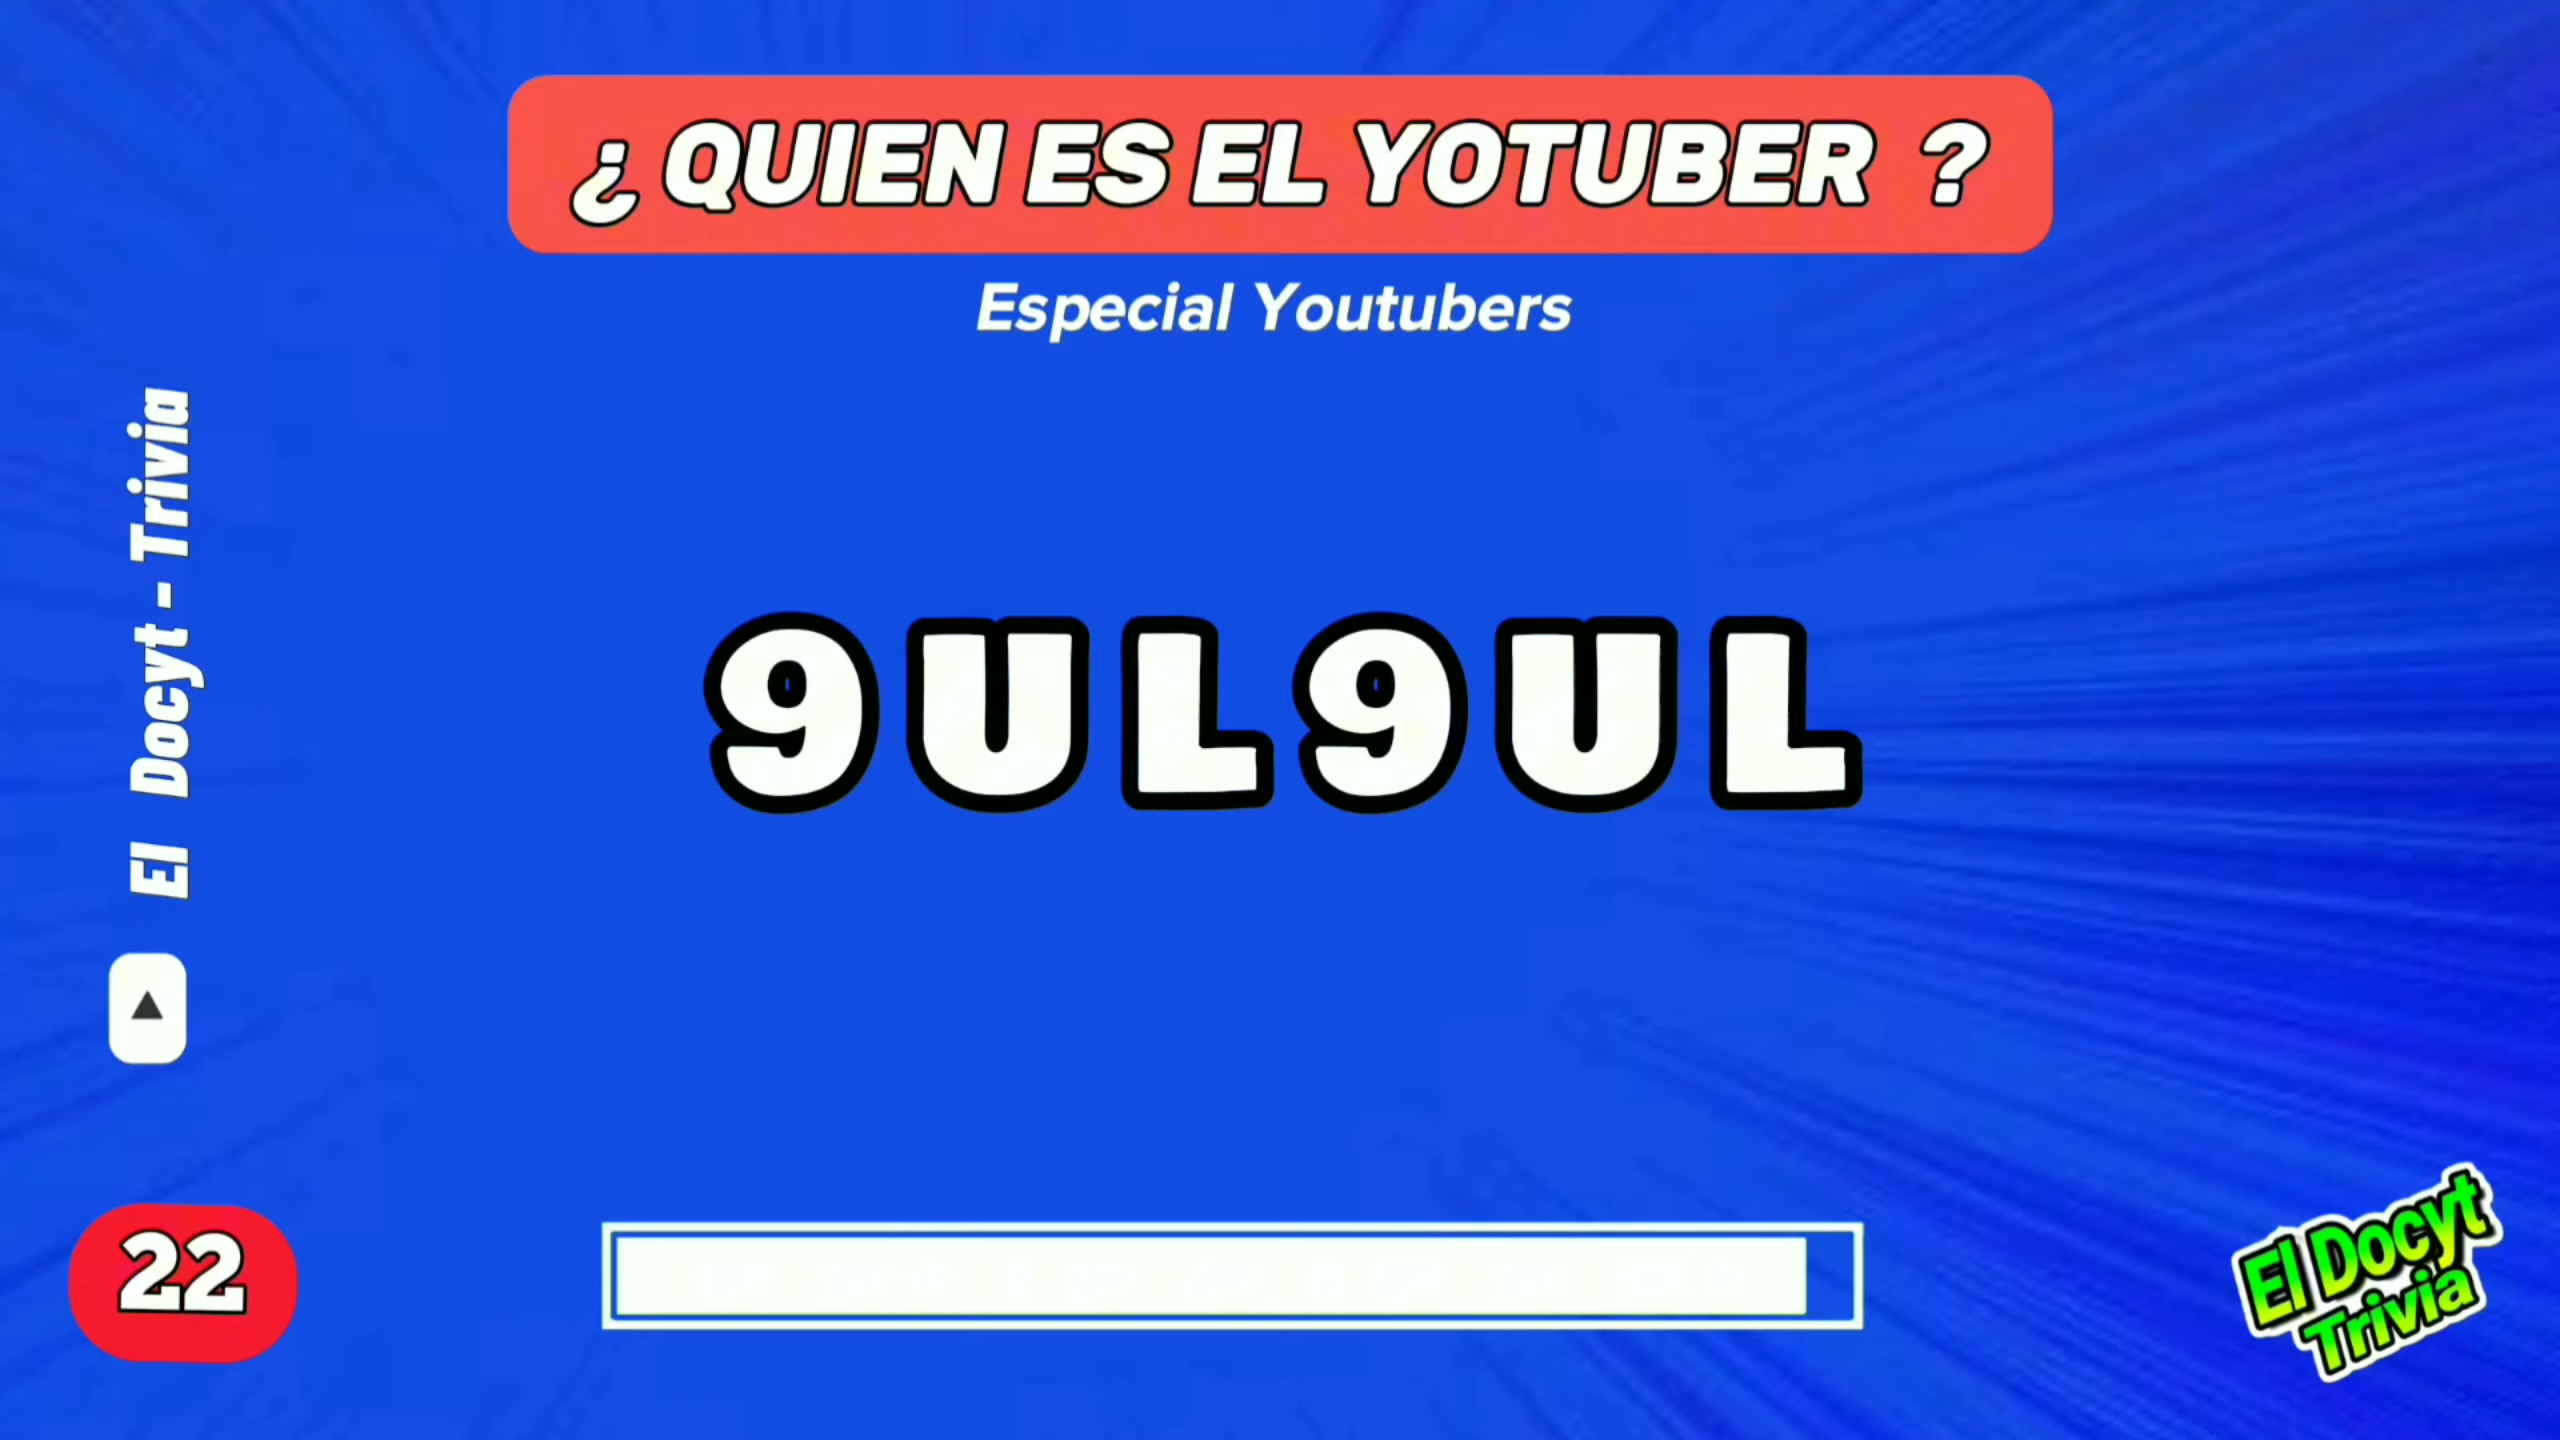 ¿ QUIEN ES EL YOTUBER ?
Especial Youtubers
El Docyt - Trivia
9UL9UL
22
El Docyt
Trivia